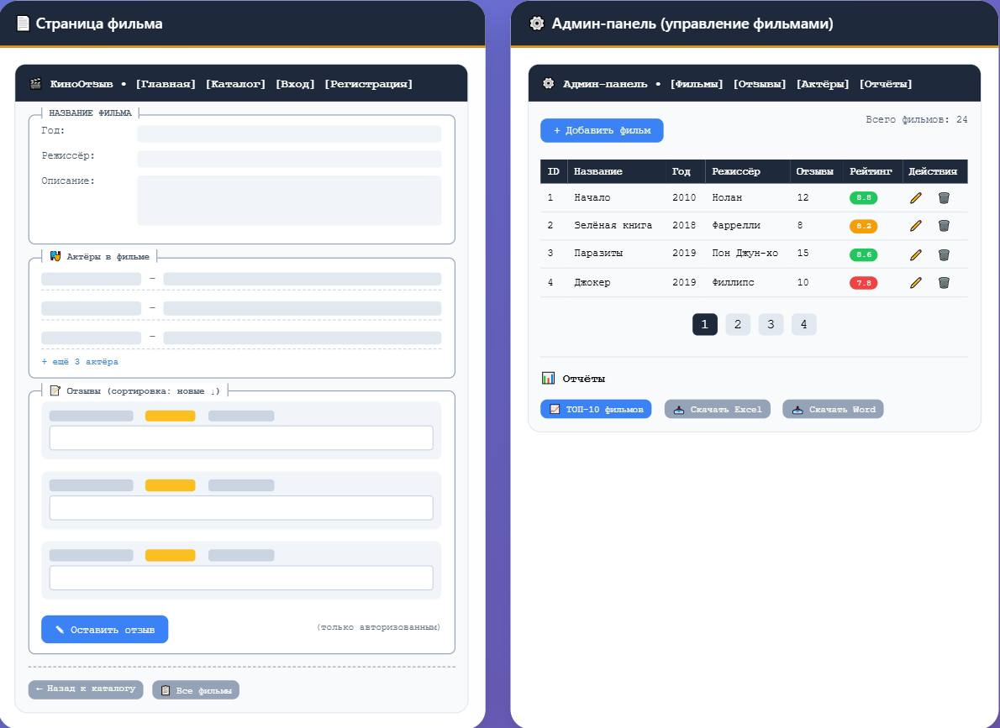 Страница фильма
КиноОтзыв • [Главная] [Каталог] [Вход] [Регистрация]
НАЗВАНИЕ ФИЛЬМА
Год:
Режиссёр:
Описание:
Актёры в фильме
—
—
—
+ ещё 3 актёра
Отзывы (сортировка: новые ↓)
Оставить отзыв
(только авторизованным)
← Назад к каталогу
Все фильмы
Админ-панель (управление фильмами)
Админ-панель • [Фильмы] [Отзывы] [Актёры] [Отчёты]
+ Добавить фильм
Всего фильмов: 24
ID Название Год Режиссёр Отзывы Рейтинг Действия
1 Начало 2010 Нолан 12 8.8
2 Зелёная книга 2018 Фаррелли 8 8.2
3 Паразиты 2019 Пон Джун-хо 15 8.6
4 Джокер 2019 Филлипс 10 7.8
1 2 3 4
Отчёты
ТОП-10 фильмов
Скачать Excel
Скачать Word